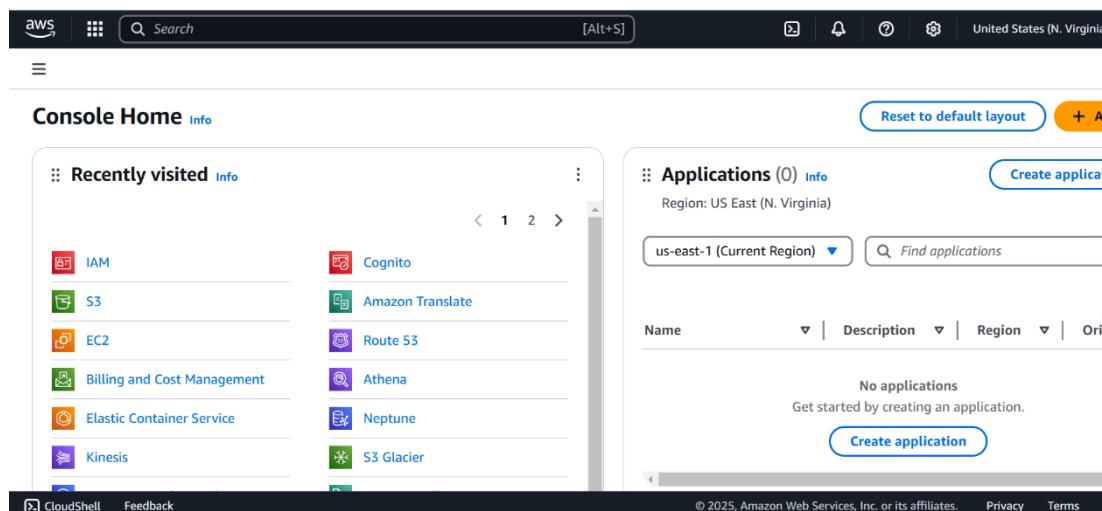 aws
Search [Alt+S]
United States (N. Virginia
Console Home Info
Reset to default layout
+ A
Recently visited Info
1 2
IAM
Cognito
S3
Amazon Translate
EC2
Route 53
Billing and Cost Management
Athena
Elastic Container Service
Neptune
Kinesis
S3 Glacier
Applications (0) Info
Create applica
Region: US East (N. Virginia)
us-east-1 (Current Region)
Find applications
Name Description Region Ori
No applications
Get started by creating an application.
Create application
CloudShell Feedback
© 2025, Amazon Web Services, Inc. or its affiliates. Privacy Terms